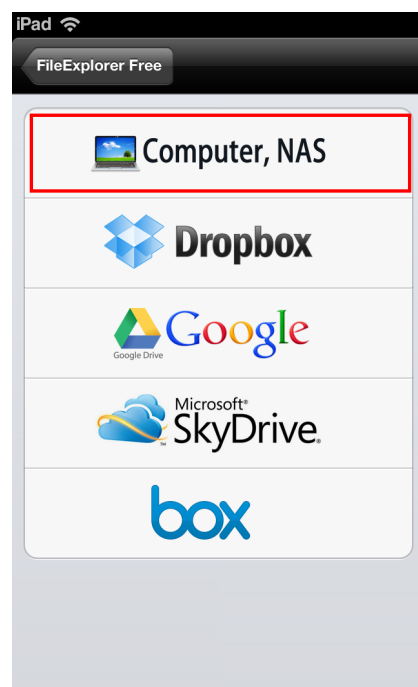 iPad
FileExplorer Free
Computer, NAS
Dropbox
Google
Google Drive
Microsoft®
SkyDrive.
box